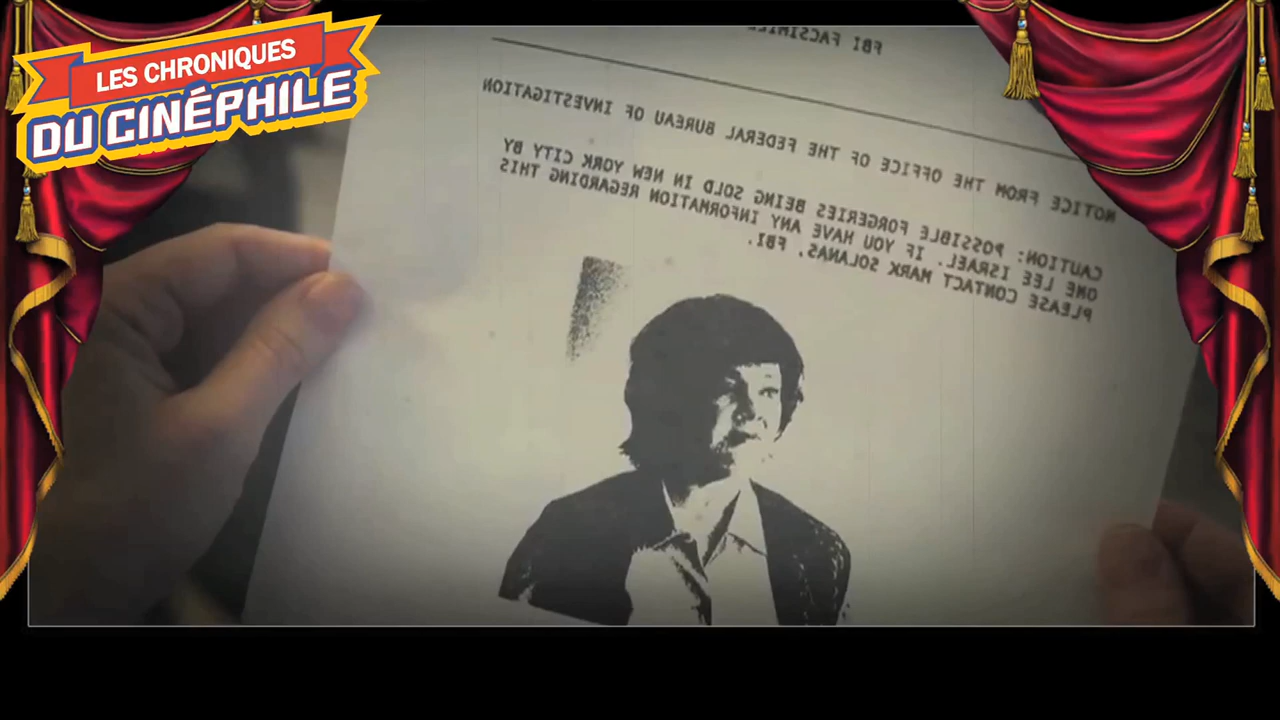 LES CHRONIQUES
DU CINÉPHILE
FBI FACSIMILE
NOTICE FROM THE OFFICE OF THE FEDERAL BUREAU OF INVESTIGATION
CAUTION: POSSIBLE FORGERIES BEING SOLD IN NEW YORK CITY BY
ONE LEE ISRAEL. IF YOU HAVE ANY INFORMATION REGARDING THIS
PLEASE CONTACT MARK SOLANAS, FBI.